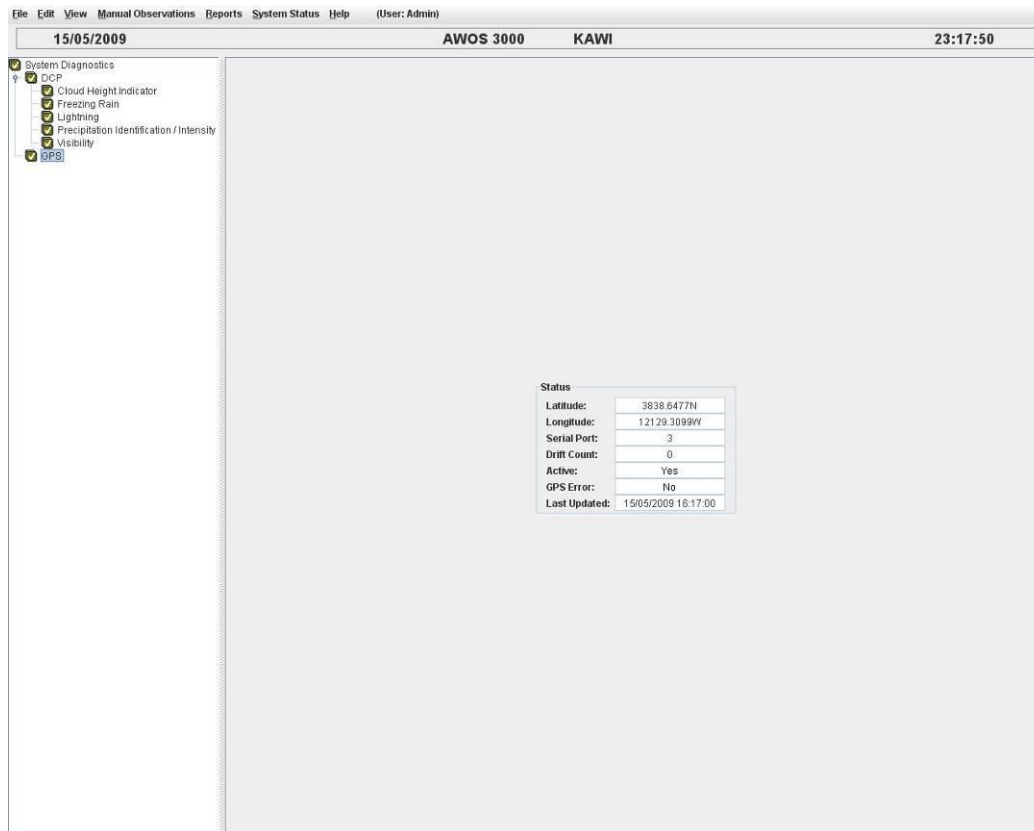 File Edit View Manual Observations Reports System Status Help (User: Admin)
15/05/2009 AWOS 3000 KAWI 23:17:50
System Diagnostics
DCP
Cloud Height Indicator
Freezing Rain
Lightning
Precipitation Identification / Intensity
Visibility
GPS
Status
Latitude: 3838.6477N
Longitude: 12129.3099W
Serial Port: 3
Drift Count: 0
Active: Yes
GPS Error: No
Last Updated: 15/05/2009 16:17:00